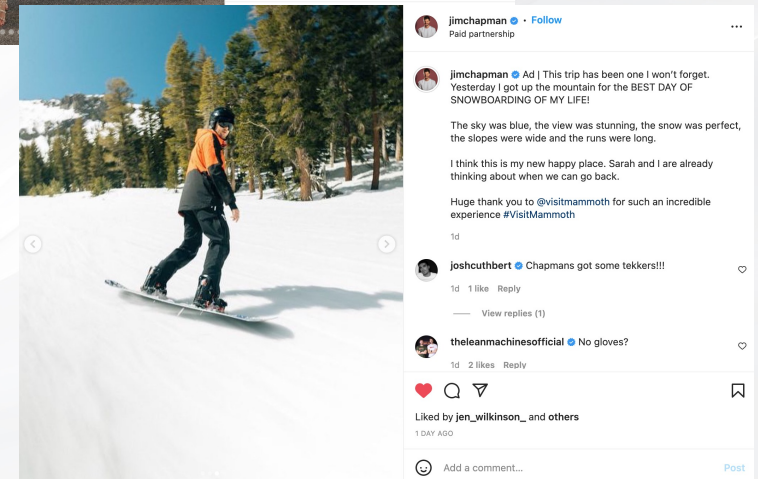 jimchapman • Follow
Paid partnership
jimchapman Ad | This trip has been one I won't forget.
Yesterday I got up the mountain for the BEST DAY OF
SNOWBOARDING OF MY LIFE!
The sky was blue, the view was stunning, the snow was perfect,
the slopes were wide and the runs were long.
I think this is my new happy place. Sarah and I are already
thinking about when we can go back.
Huge thank you to @visitmammoth for such an incredible
experience #VisitMammoth
1d
joshcuthbert Chapmans got some tekkers!!!
1d 1 like Reply
View replies (1)
theleanmachinesofficial No gloves?
1d 2 likes Reply
Liked by jen_wilkinson_ and others
1 DAY AGO
Add a comment... Post